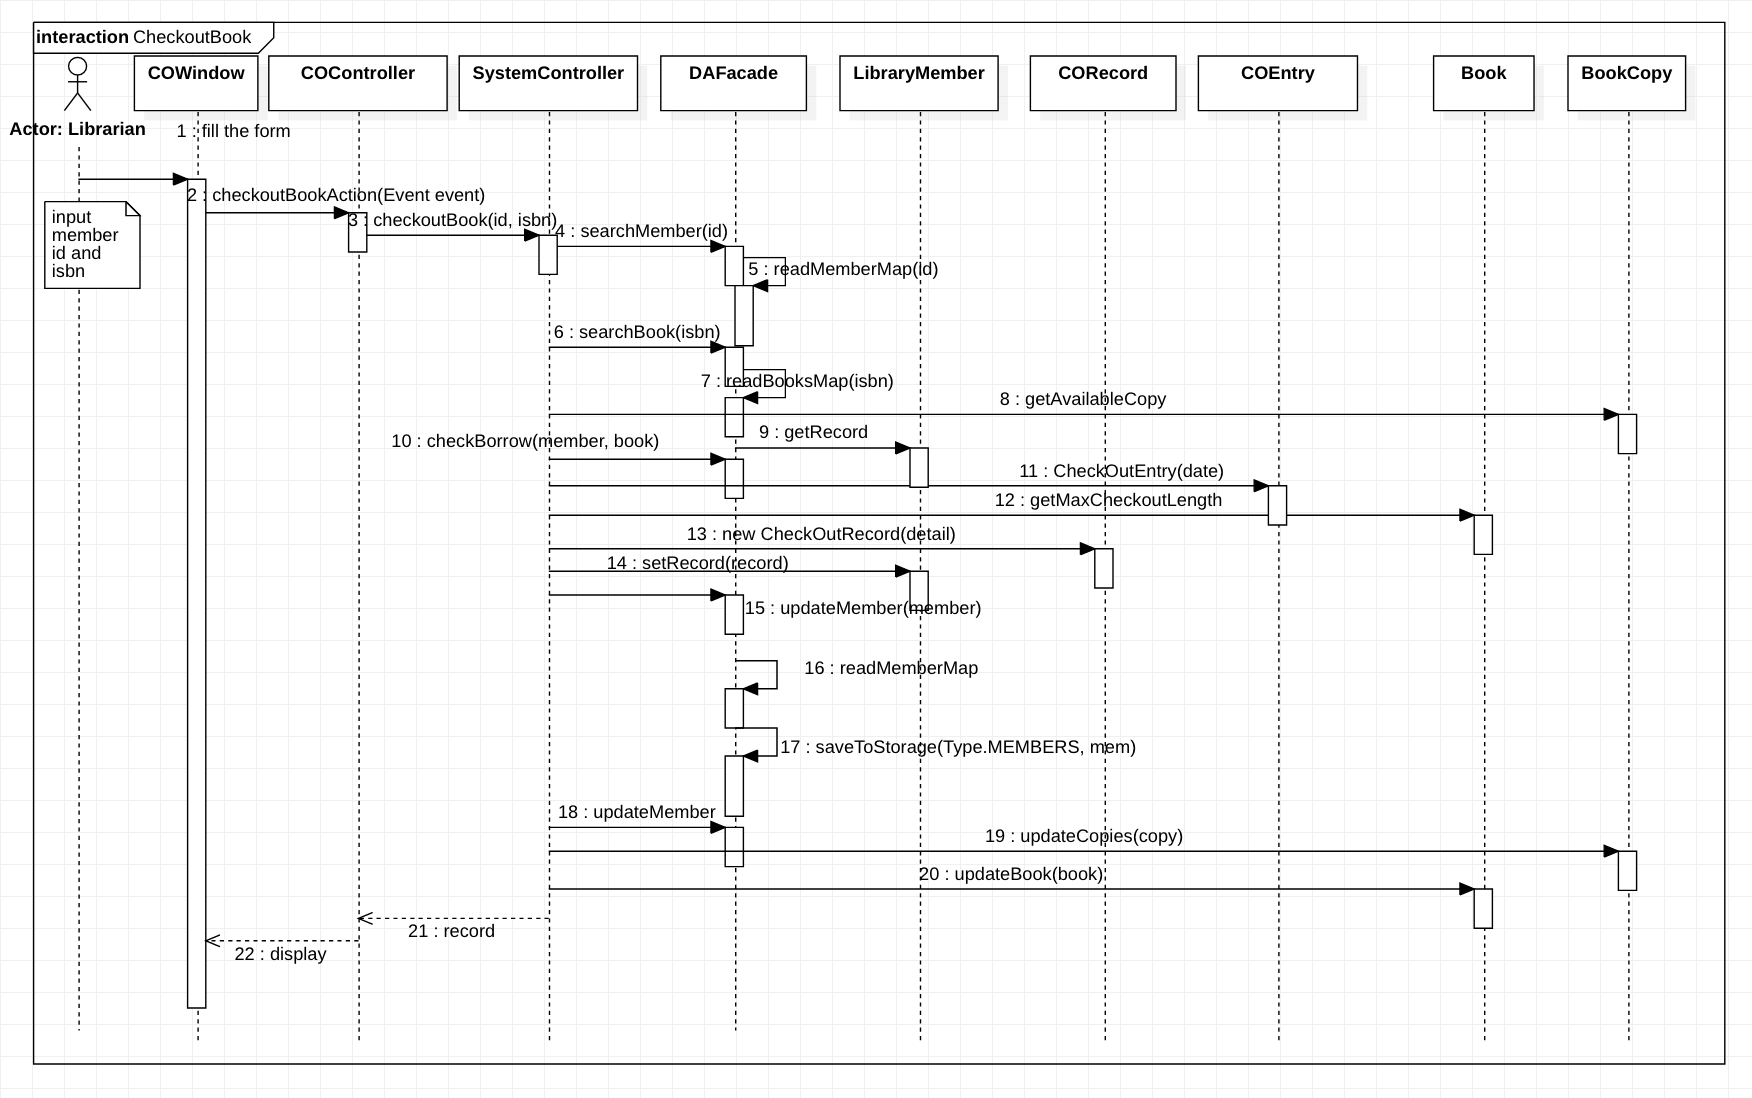 interaction CheckoutBook
COWindow
COController
SystemController
DAFacade
LibraryMember
CORecord
COEntry
Book
BookCopy
Actor: Librarian
1 : fill the form
2 : checkoutBookAction(Event event)
input
member
id and
isbn
3 : checkoutBook(id, isbn)
4 : searchMember(id)
5 : readMemberMap(id)
6 : searchBook(isbn)
7 : readBooksMap(isbn)
8 : getAvailableCopy
9 : getRecord
10 : checkBorrow(member, book)
11 : CheckOutEntry(date)
12 : getMaxCheckoutLength
13 : new CheckOutRecord(detail)
14 : setRecord(record)
15 : updateMember(member)
16 : readMemberMap
17 : saveToStorage(Type.MEMBERS, mem)
18 : updateMember
19 : updateCopies(copy)
20 : updateBook(book)
21 : record
22 : display